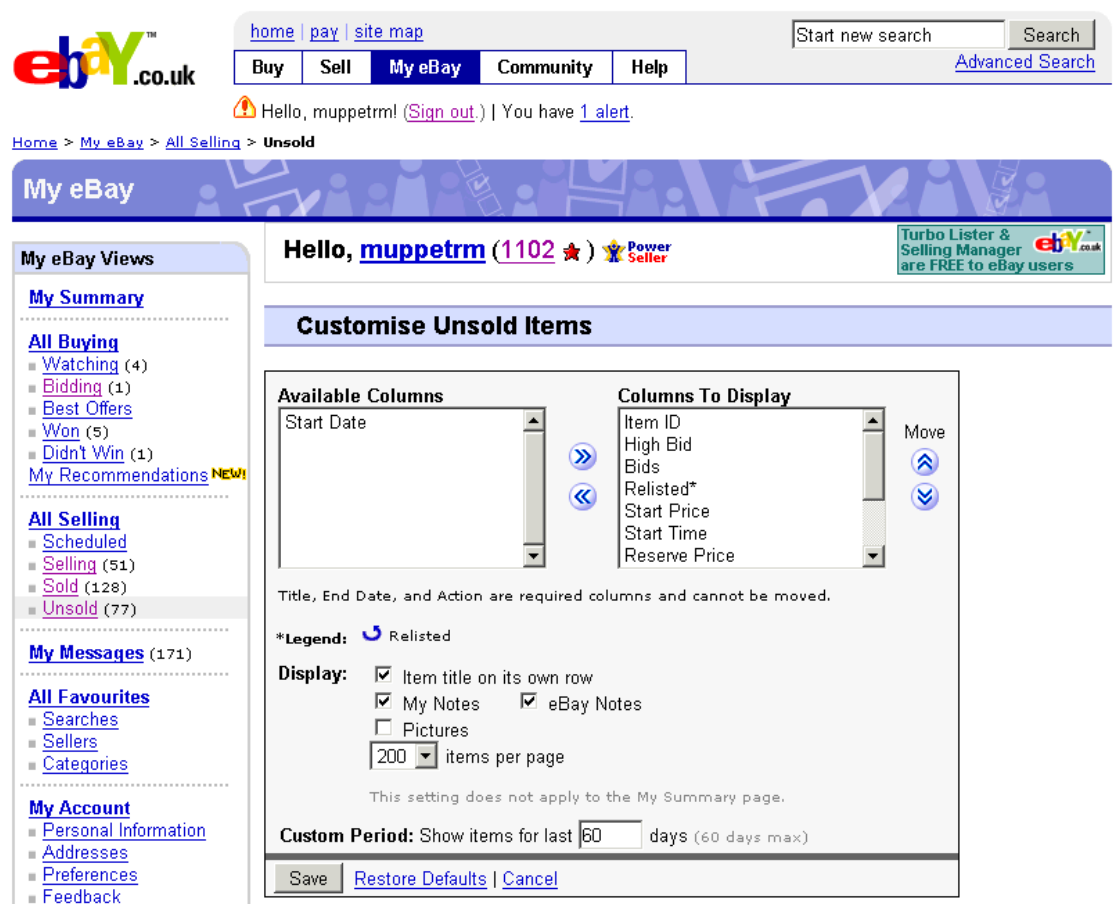 home | pay | site map
Start new search Search
ebaY™.co.uk
Buy Sell My eBay Community Help
Advanced Search
Hello, muppetrm! (Sign out.) | You have 1 alert.
Home > My eBay > All Selling > Unsold
My eBay
My eBay Views
My Summary
All Buying
Watching (4)
Bidding (1)
Best Offers
Won (5)
Didn't Win (1)
My Recommendations NEW!
All Selling
Scheduled
Selling (51)
Sold (128)
Unsold (77)
My Messages (171)
All Favourites
Searches
Sellers
Categories
My Account
Personal Information
Addresses
Preferences
Feedback
Hello, muppetrm (1102 ) Power Seller
Turbo Lister &
Selling Manager
are FREE to eBay users
ebY.co.uk
Customise Unsold Items
Available Columns
Start Date
Columns To Display
Item ID
High Bid
Bids
Relisted*
Start Price
Start Time
Reserve Price
Move
Title, End Date, and Action are required columns and cannot be moved.
*Legend: Relisted
Display: Item title on its own row
My Notes eBay Notes
Pictures
200 items per page
This setting does not apply to the My Summary page.
Custom Period: Show items for last 60 days (60 days max)
Save Restore Defaults | Cancel